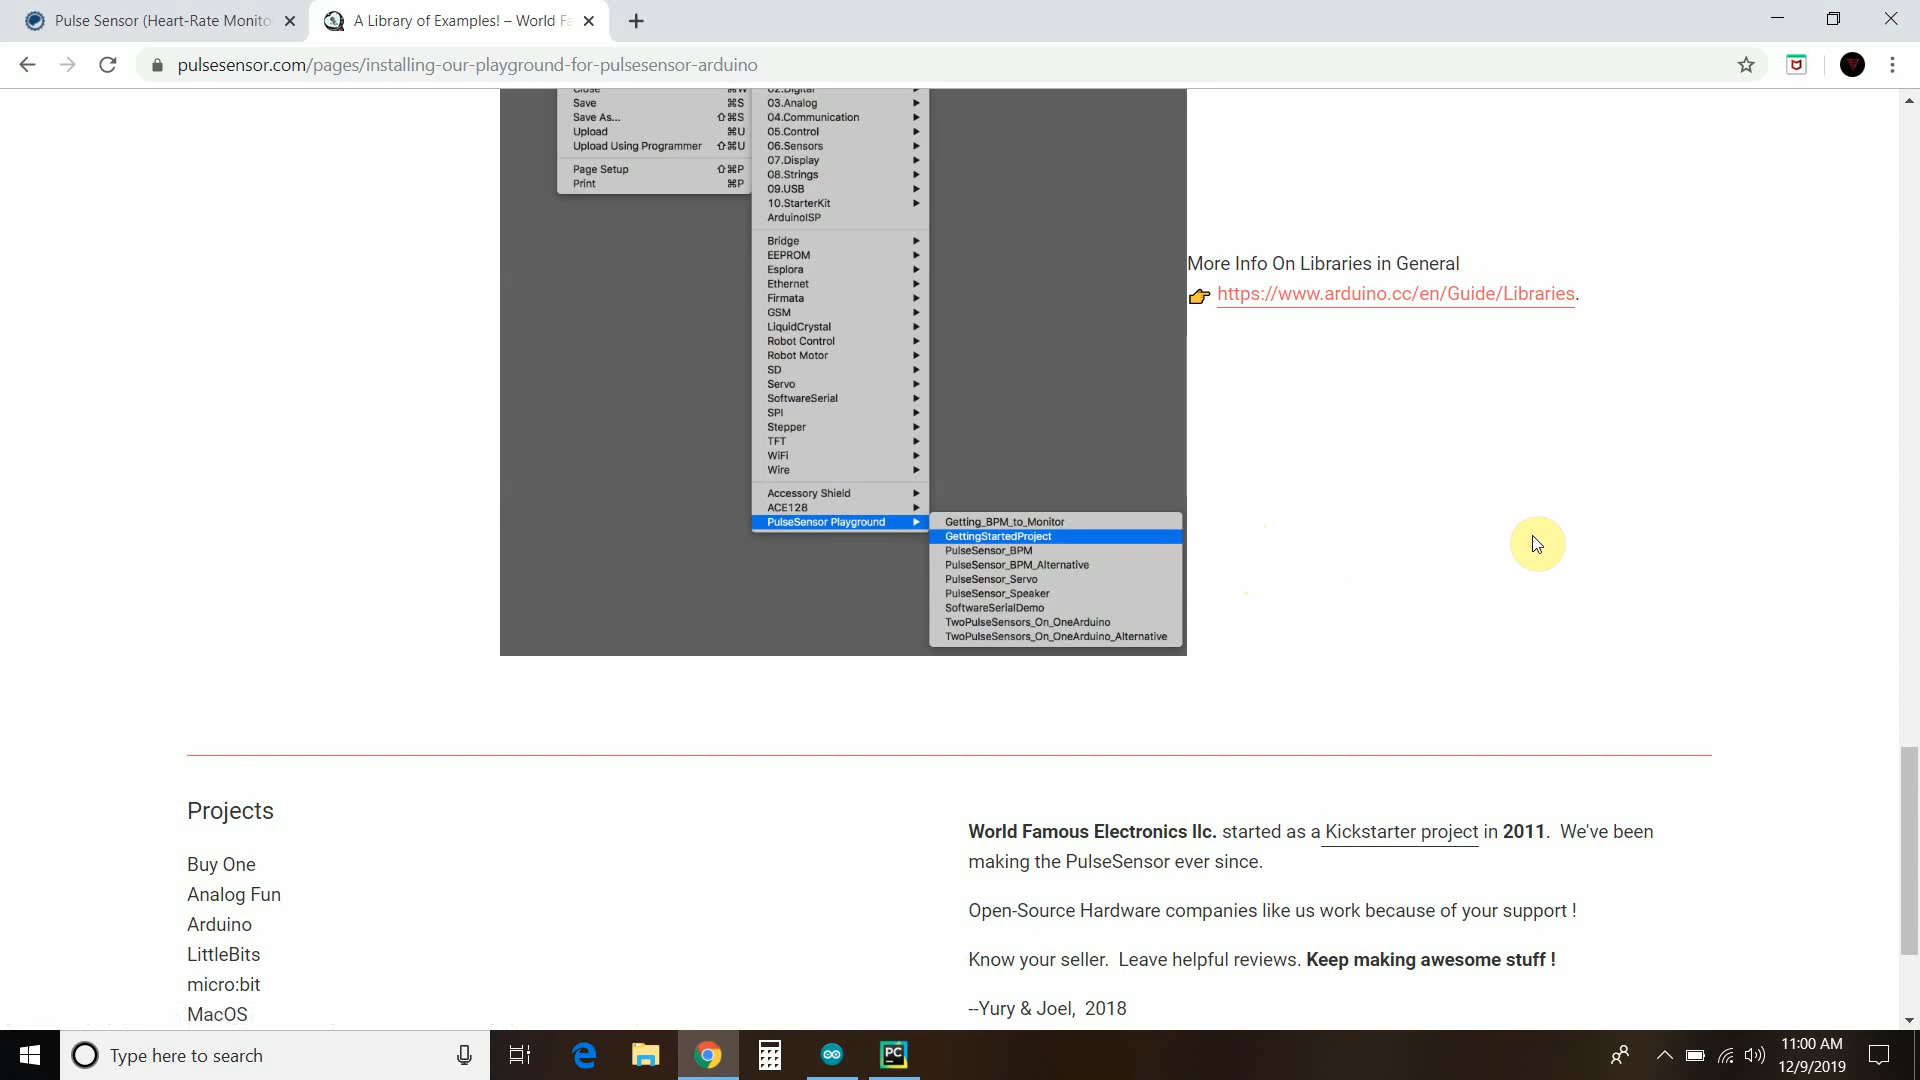 Pulse Sensor (Heart-Rate Monito
A Library of Examples! – World Fa
pulsesensor.com/pages/installing-our-playground-for-pulsesensor-arduino
Close ⌘W
Save ⌘S
Save As... ⇧⌘S
Upload ⌘U
Upload Using Programmer ⇧⌘U
Page Setup ⇧⌘P
Print ⌘P
02.Digital
03.Analog
04.Communication
05.Control
06.Sensors
07.Display
08.Strings
09.USB
10.StarterKit
ArduinoISP
Bridge
EEPROM
Esplora
Ethernet
Firmata
GSM
LiquidCrystal
Robot Control
Robot Motor
SD
Servo
SoftwareSerial
SPI
Stepper
TFT
WiFi
Wire
Accessory Shield
ACE128
PulseSensor Playground
Getting_BPM_to_Monitor
GettingStartedProject
PulseSensor_BPM
PulseSensor_BPM_Alternative
PulseSensor_Servo
PulseSensor_Speaker
SoftwareSerialDemo
TwoPulseSensors_On_OneArduino
TwoPulseSensors_On_OneArduino_Alternative
More Info On Libraries in General
👉 https://www.arduino.cc/en/Guide/Libraries.
Projects
Buy One
Analog Fun
Arduino
LittleBits
micro:bit
MacOS
World Famous Electronics llc. started as a Kickstarter project in 2011. We've been
making the PulseSensor ever since.
Open-Source Hardware companies like us work because of your support !
Know your seller. Leave helpful reviews. Keep making awesome stuff !
--Yury & Joel, 2018
Type here to search
PC
11:00 AM
12/9/2019